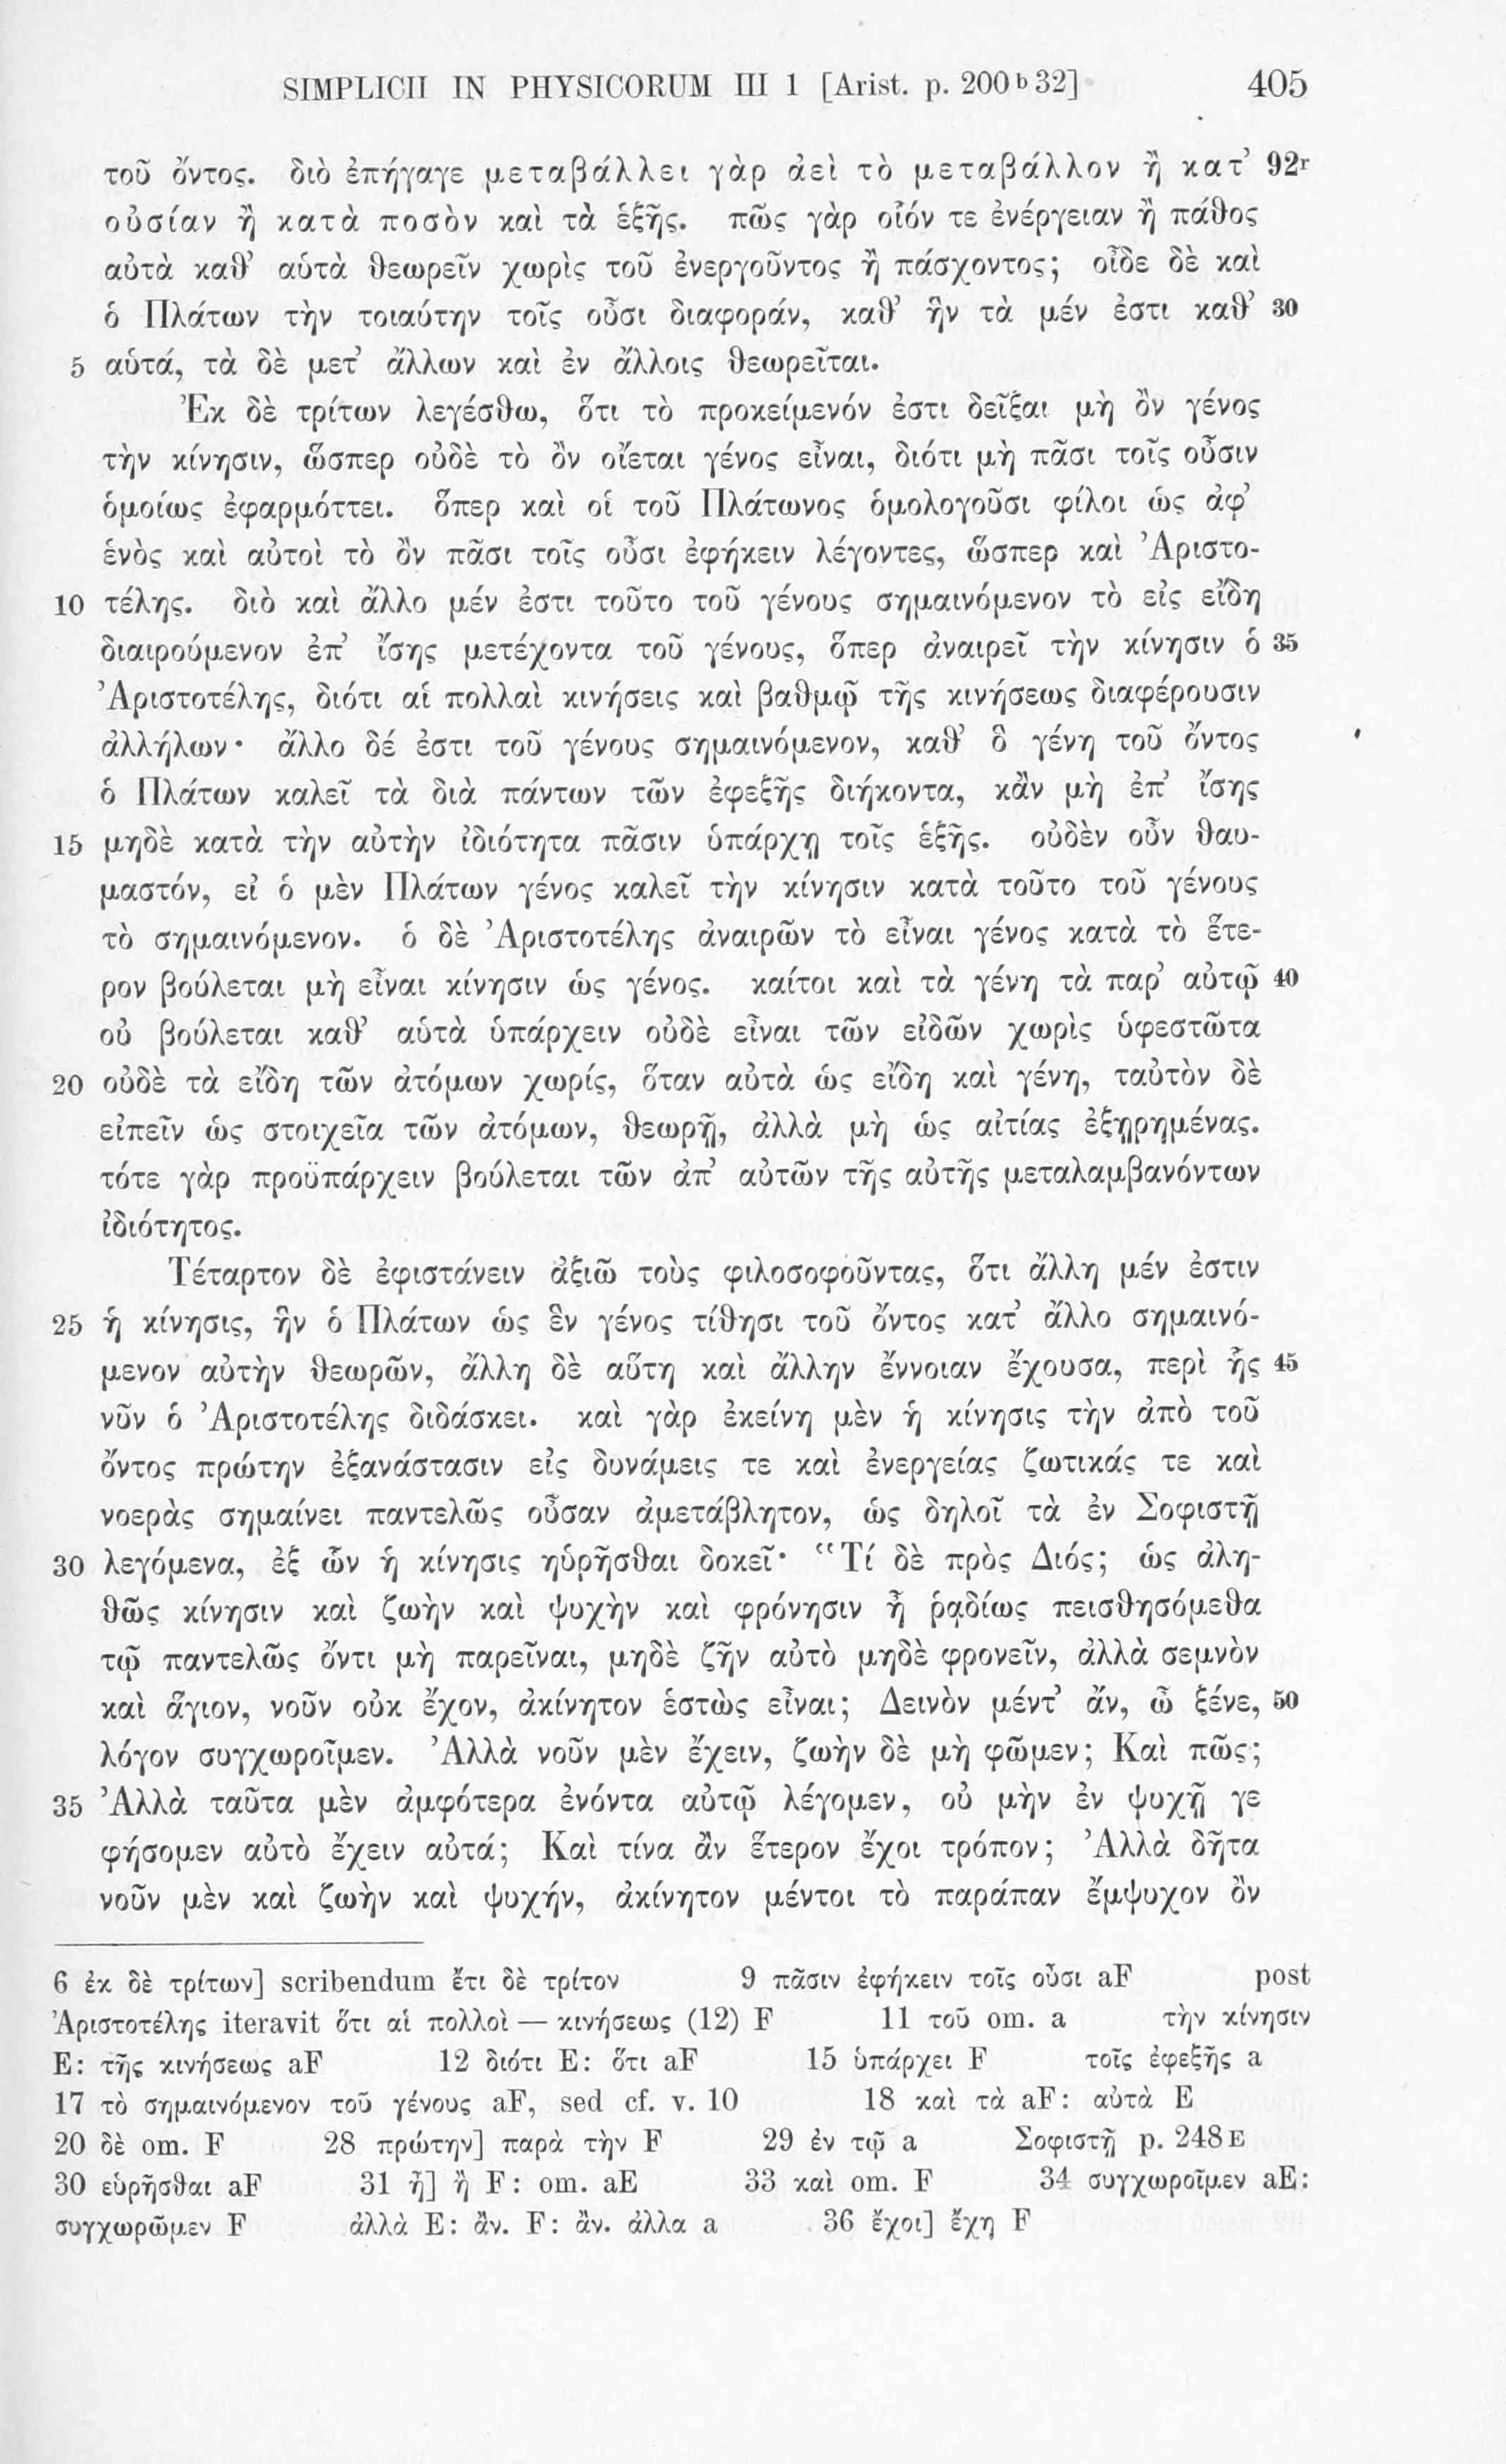 SIMPLICII IN PHYSICORUM III 1 [Arist. p. 200 b 32] 405
τοῦ ὄντος. διὸ ἐπήγαγε μεταβάλλει γὰρ ἀεὶ τὸ μεταβάλλον ἢ κατ’ 92r
οὐσίαν ἢ κατὰ ποσὸν καὶ τὰ ἑξῆς. πῶς γὰρ οἷόν τε ἐνέργειαν ἢ πάθος
αὐτὰ καθ’ αὑτὰ θεωρεῖν χωρὶς τοῦ ἐνεργοῦντος ἢ πάσχοντος; οἶδε δὲ καὶ
ὁ Πλάτων τὴν τοιαύτην τοῖς οὖσι διαφοράν, καθ’ ἣν τὰ μέν ἐστι καθ’ 30
5 αὑτά, τὰ δὲ μετ’ ἄλλων καὶ ἐν ἄλλοις θεωρεῖται.
Ἐκ δὲ τρίτων λεγέσθω, ὅτι τὸ προκείμενόν ἐστι δεῖξαι μὴ ὂν γένος
τὴν κίνησιν, ὥσπερ οὐδὲ τὸ ὂν οἴεται γένος εἶναι, διότι μὴ πᾶσι τοῖς οὖσιν
ὁμοίως ἐφαρμόττει. ὅπερ καὶ οἱ τοῦ Πλάτωνος ὁμολογοῦσι φίλοι ὡς ἀφ’
ἑνὸς καὶ αὐτοὶ τὸ ὂν πᾶσι τοῖς οὖσι ἐφήκειν λέγοντες, ὥσπερ καὶ Ἀριστο-
10 τέλης. διὸ καὶ ἄλλο μέν ἐστι τοῦτο τοῦ γένους σημαινόμενον τὸ εἰς εἴδη
διαιρούμενον ἐπ’ ἴσης μετέχοντα τοῦ γένους, ὅπερ ἀναιρεῖ τὴν κίνησιν ὁ 35
Ἀριστοτέλης, διότι αἱ πολλαὶ κινήσεις καὶ βαθμῷ τῆς κινήσεως διαφέρουσιν
ἀλλήλων· ἄλλο δέ ἐστι τοῦ γένους σημαινόμενον, καθ’ ὃ γένη τοῦ ὄντος
ὁ Πλάτων καλεῖ τὰ διὰ πάντων τῶν ἐφεξῆς διήκοντα, κἂν μὴ ἐπ’ ἴσης
15 μηδὲ κατὰ τὴν αὐτὴν ἰδιότητα πᾶσιν ὑπάρχῃ τοῖς ἑξῆς. οὐδὲν οὖν θαυ-
μαστόν, εἰ ὁ μὲν Πλάτων γένος καλεῖ τὴν κίνησιν κατὰ τοῦτο τοῦ γένους
τὸ σημαινόμενον. ὁ δὲ Ἀριστοτέλης ἀναιρῶν τὸ εἶναι γένος κατὰ τὸ ἕτε-
ρον βούλεται μὴ εἶναι κίνησιν ὡς γένος. καίτοι καὶ τὰ γένη τὰ παρ’ αὐτῷ 40
οὐ βούλεται καθ’ αὑτὰ ὑπάρχειν οὐδὲ εἶναι τῶν εἰδῶν χωρὶς ὑφεστῶτα
20 οὐδὲ τὰ εἴδη τῶν ἀτόμων χωρίς, ὅταν αὐτὰ ὡς εἴδη καὶ γένη, ταὐτὸν δὲ
εἰπεῖν ὡς στοιχεῖα τῶν ἀτόμων, θεωρῇ, ἀλλὰ μὴ ὡς αἰτίας ἐξῃρημένας.
τότε γὰρ προϋπάρχειν βούλεται τῶν ἀπ’ αὐτῶν τῆς αὐτῆς μεταλαμβανόντων
ἰδιότητος.
Τέταρτον δὲ ἐφιστάνειν ἀξιῶ τοὺς φιλοσοφοῦντας, ὅτι ἄλλη μέν ἐστιν
25 ἡ κίνησις, ἣν ὁ Πλάτων ὡς ἓν γένος τίθησι τοῦ ὄντος κατ’ ἄλλο σημαινό-
μενον αὐτὴν θεωρῶν, ἄλλη δὲ αὕτη καὶ ἄλλην ἔννοιαν ἔχουσα, περὶ ἧς 45
νῦν ὁ Ἀριστοτέλης διδάσκει. καὶ γὰρ ἐκείνη μὲν ἡ κίνησις τὴν ἀπὸ τοῦ
ὄντος πρώτην ἐξανάστασιν εἰς δυνάμεις τε καὶ ἐνεργείας ζωτικάς τε καὶ
νοερὰς σημαίνει παντελῶς οὖσαν ἀμετάβλητον, ὡς δηλοῖ τὰ ἐν Σοφιστῇ
30 λεγόμενα, ἐξ ὧν ἡ κίνησις ηὑρῆσθαι δοκεῖ· “Τί δὲ πρὸς Διός; ὡς ἀλη-
θῶς κίνησιν καὶ ζωὴν καὶ ψυχὴν καὶ φρόνησιν ἦ ῥᾳδίως πεισθησόμεθα
τῷ παντελῶς ὄντι μὴ παρεῖναι, μηδὲ ζῆν αὐτὸ μηδὲ φρονεῖν, ἀλλὰ σεμνὸν
καὶ ἅγιον, νοῦν οὐκ ἔχον, ἀκίνητον ἑστὼς εἶναι; Δεινὸν μέντ’ ἄν, ὦ ξένε, 50
λόγον συγχωροῖμεν. Ἀλλὰ νοῦν μὲν ἔχειν, ζωὴν δὲ μὴ φῶμεν; Καὶ πῶς;
35 Ἀλλὰ ταῦτα μὲν ἀμφότερα ἐνόντα αὐτῷ λέγομεν, οὐ μὴν ἐν ψυχῇ γε
φήσομεν αὐτὸ ἔχειν αὐτά; Καὶ τίνα ἂν ἕτερον ἔχοι τρόπον; Ἀλλὰ δῆτα
νοῦν μὲν καὶ ζωὴν καὶ ψυχήν, ἀκίνητον μέντοι τὸ παράπαν ἔμψυχον ὂν
6 ἐκ δὲ τρίτων] scribendum ἔτι δὲ τρίτον 9 πᾶσιν ἐφήκειν τοῖς οὖσι aF post
Ἀριστοτέλης iteravit ὅτι αἱ πολλοὶ — κινήσεως (12) F 11 τοῦ om. a τὴν κίνησιν
E: τῆς κινήσεως aF 12 διότι E: ὅτι aF 15 ὑπάρχει F τοῖς ἐφεξῆς a
17 τὸ σημαινόμενον τοῦ γένους aF, sed cf. v. 10 18 καὶ τὰ aF: αὐτὰ E
20 δὲ om. F 28 πρώτην] παρὰ τὴν F 29 ἐν τῷ a Σοφιστῇ p. 248E
30 εὑρῆσθαι aF 31 ἦ] ἢ F: om. aE 33 καὶ om. F 34 συγχωροῖμεν aE:
συγχωρῶμεν F ἀλλὰ E: ἂν. F: ἂν. ἀλλα a 36 ἔχοι] ἔχῃ F